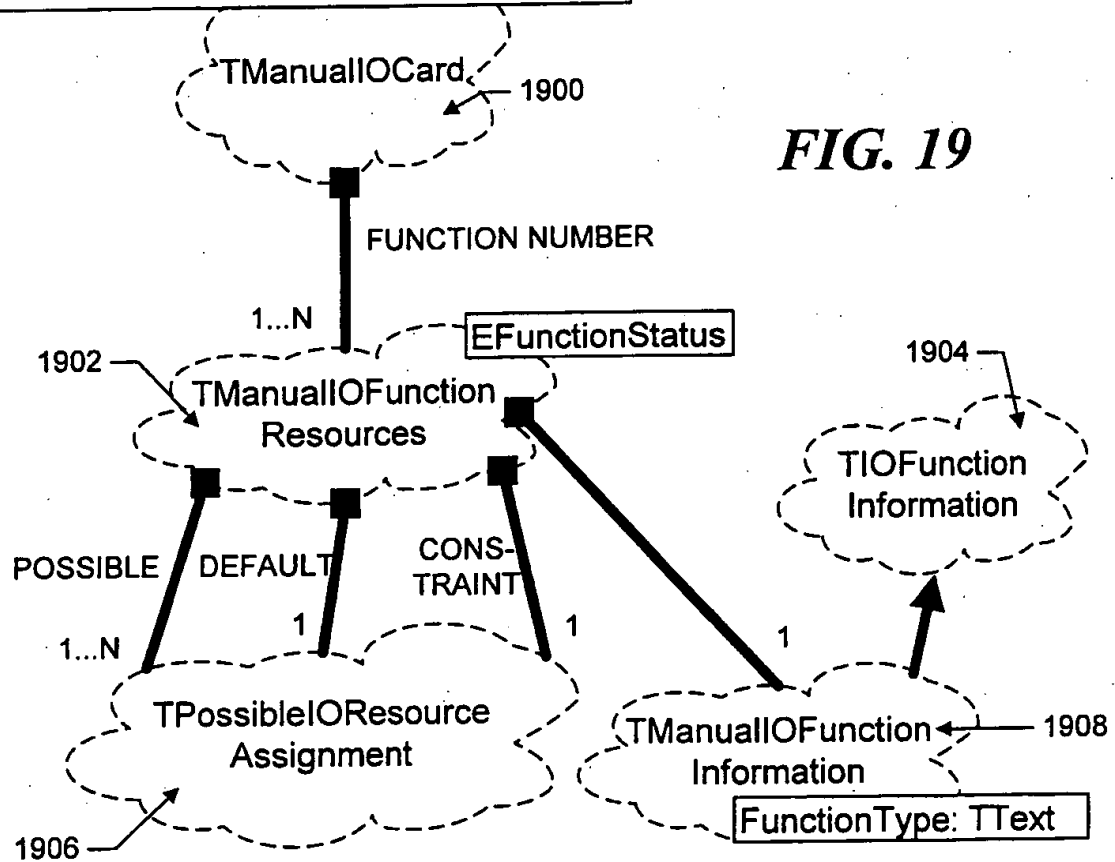 TManualIOCard
1900
FIG. 19
FUNCTION NUMBER
1...N
EFunctionStatus
1902
1904
TManualIOFunction
Resources
TIOFunction
Information
POSSIBLE
DEFAULT
CONS-
TRAINT
1...N
1
1
1
TPossibleIOResource
Assignment
TManualIOFunction
Information
1908
FunctionType: TText
1906